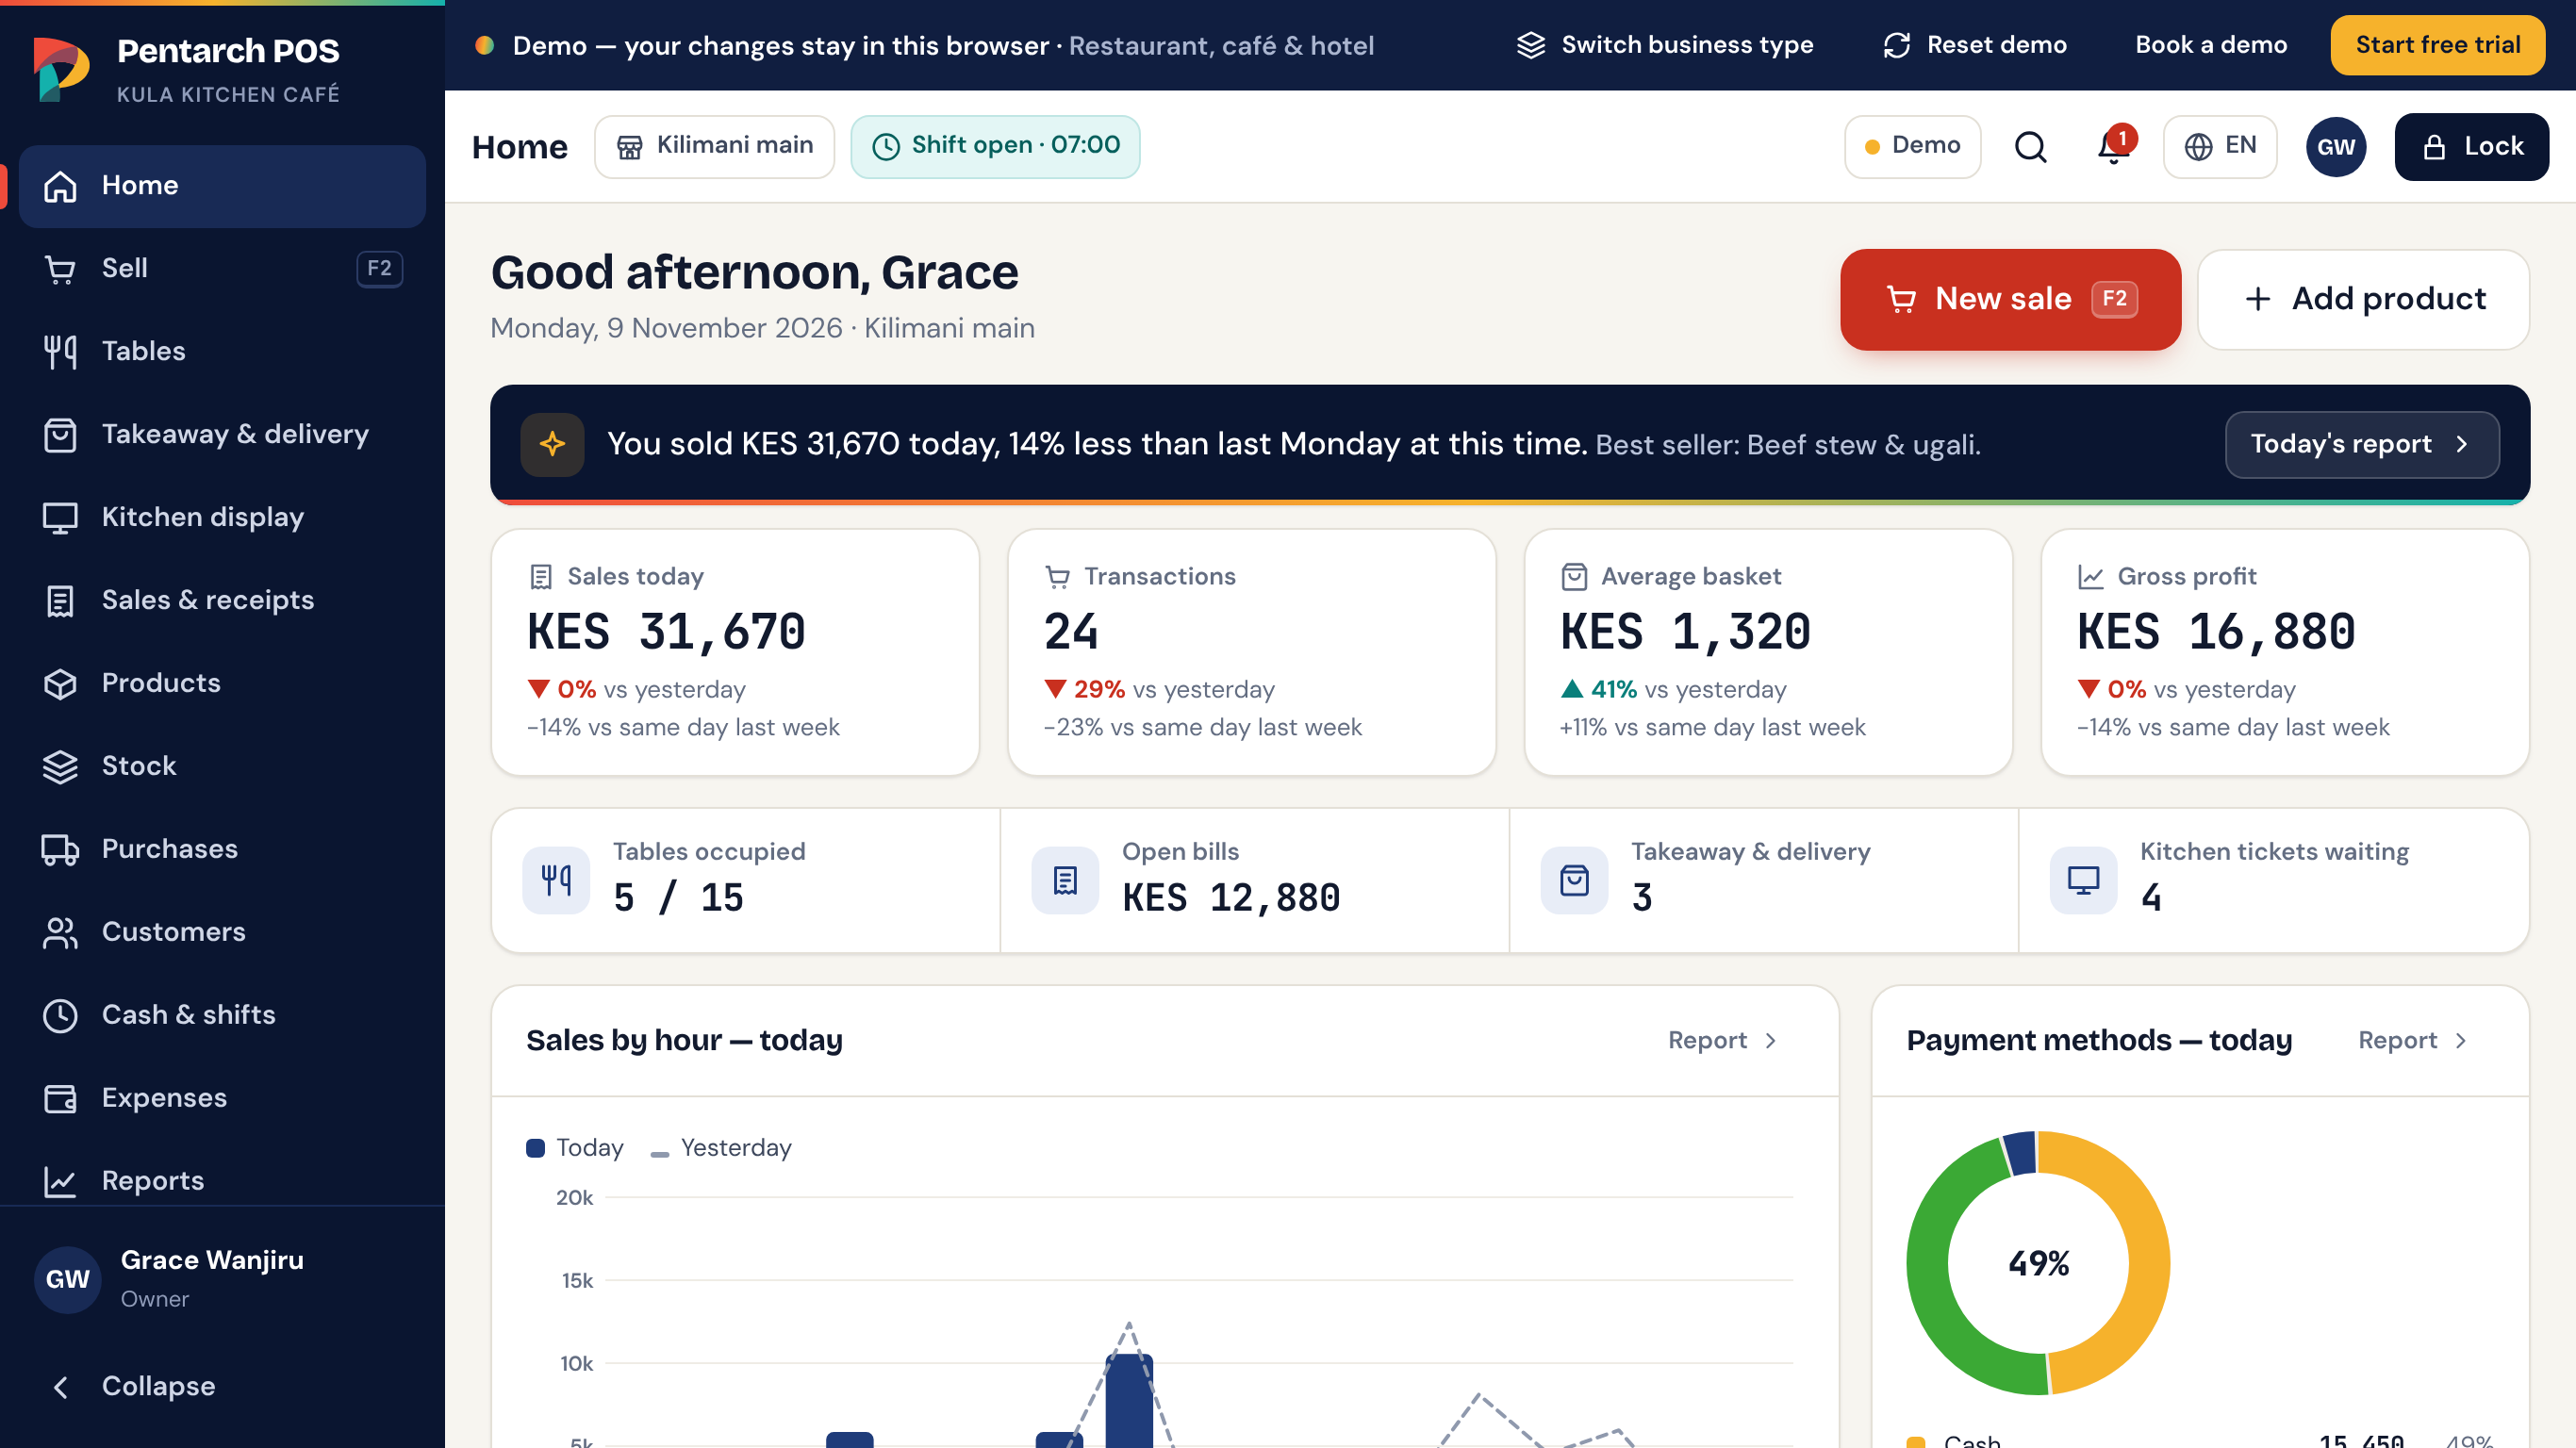 Pentarch POS
KULA KITCHEN CAFÉ
Home
Sell F2
Tables
Takeaway & delivery
Kitchen display
Sales & receipts
Products
Stock
Purchases
Customers
Cash & shifts
Expenses
Reports
GW Grace Wanjiru
Owner
Collapse
Demo — your changes stay in this browser · Restaurant, café & hotel Switch business type Reset demo Book a demo Start free trial
Home Kilimani main Shift open · 07:00 Demo 1 EN GW Lock
Good afternoon, Grace
Monday, 9 November 2026 · Kilimani main
New sale F2 Add product
You sold KES 31,670 today, 14% less than last Monday at this time. Best seller: Beef stew & ugali. Today's report
Sales today
KES 31,670
▼ 0% vs yesterday
-14% vs same day last week
Transactions
24
▼ 29% vs yesterday
-23% vs same day last week
Average basket
KES 1,320
▲ 41% vs yesterday
+11% vs same day last week
Gross profit
KES 16,880
▼ 0% vs yesterday
-14% vs same day last week
Tables occupied
5 / 15
Open bills
KES 12,880
Takeaway & delivery
3
Kitchen tickets waiting
4
Sales by hour — today Report
Today Yesterday
20k
15k
10k
5k
Payment methods — today Report
49%
Cash 15,450 49%